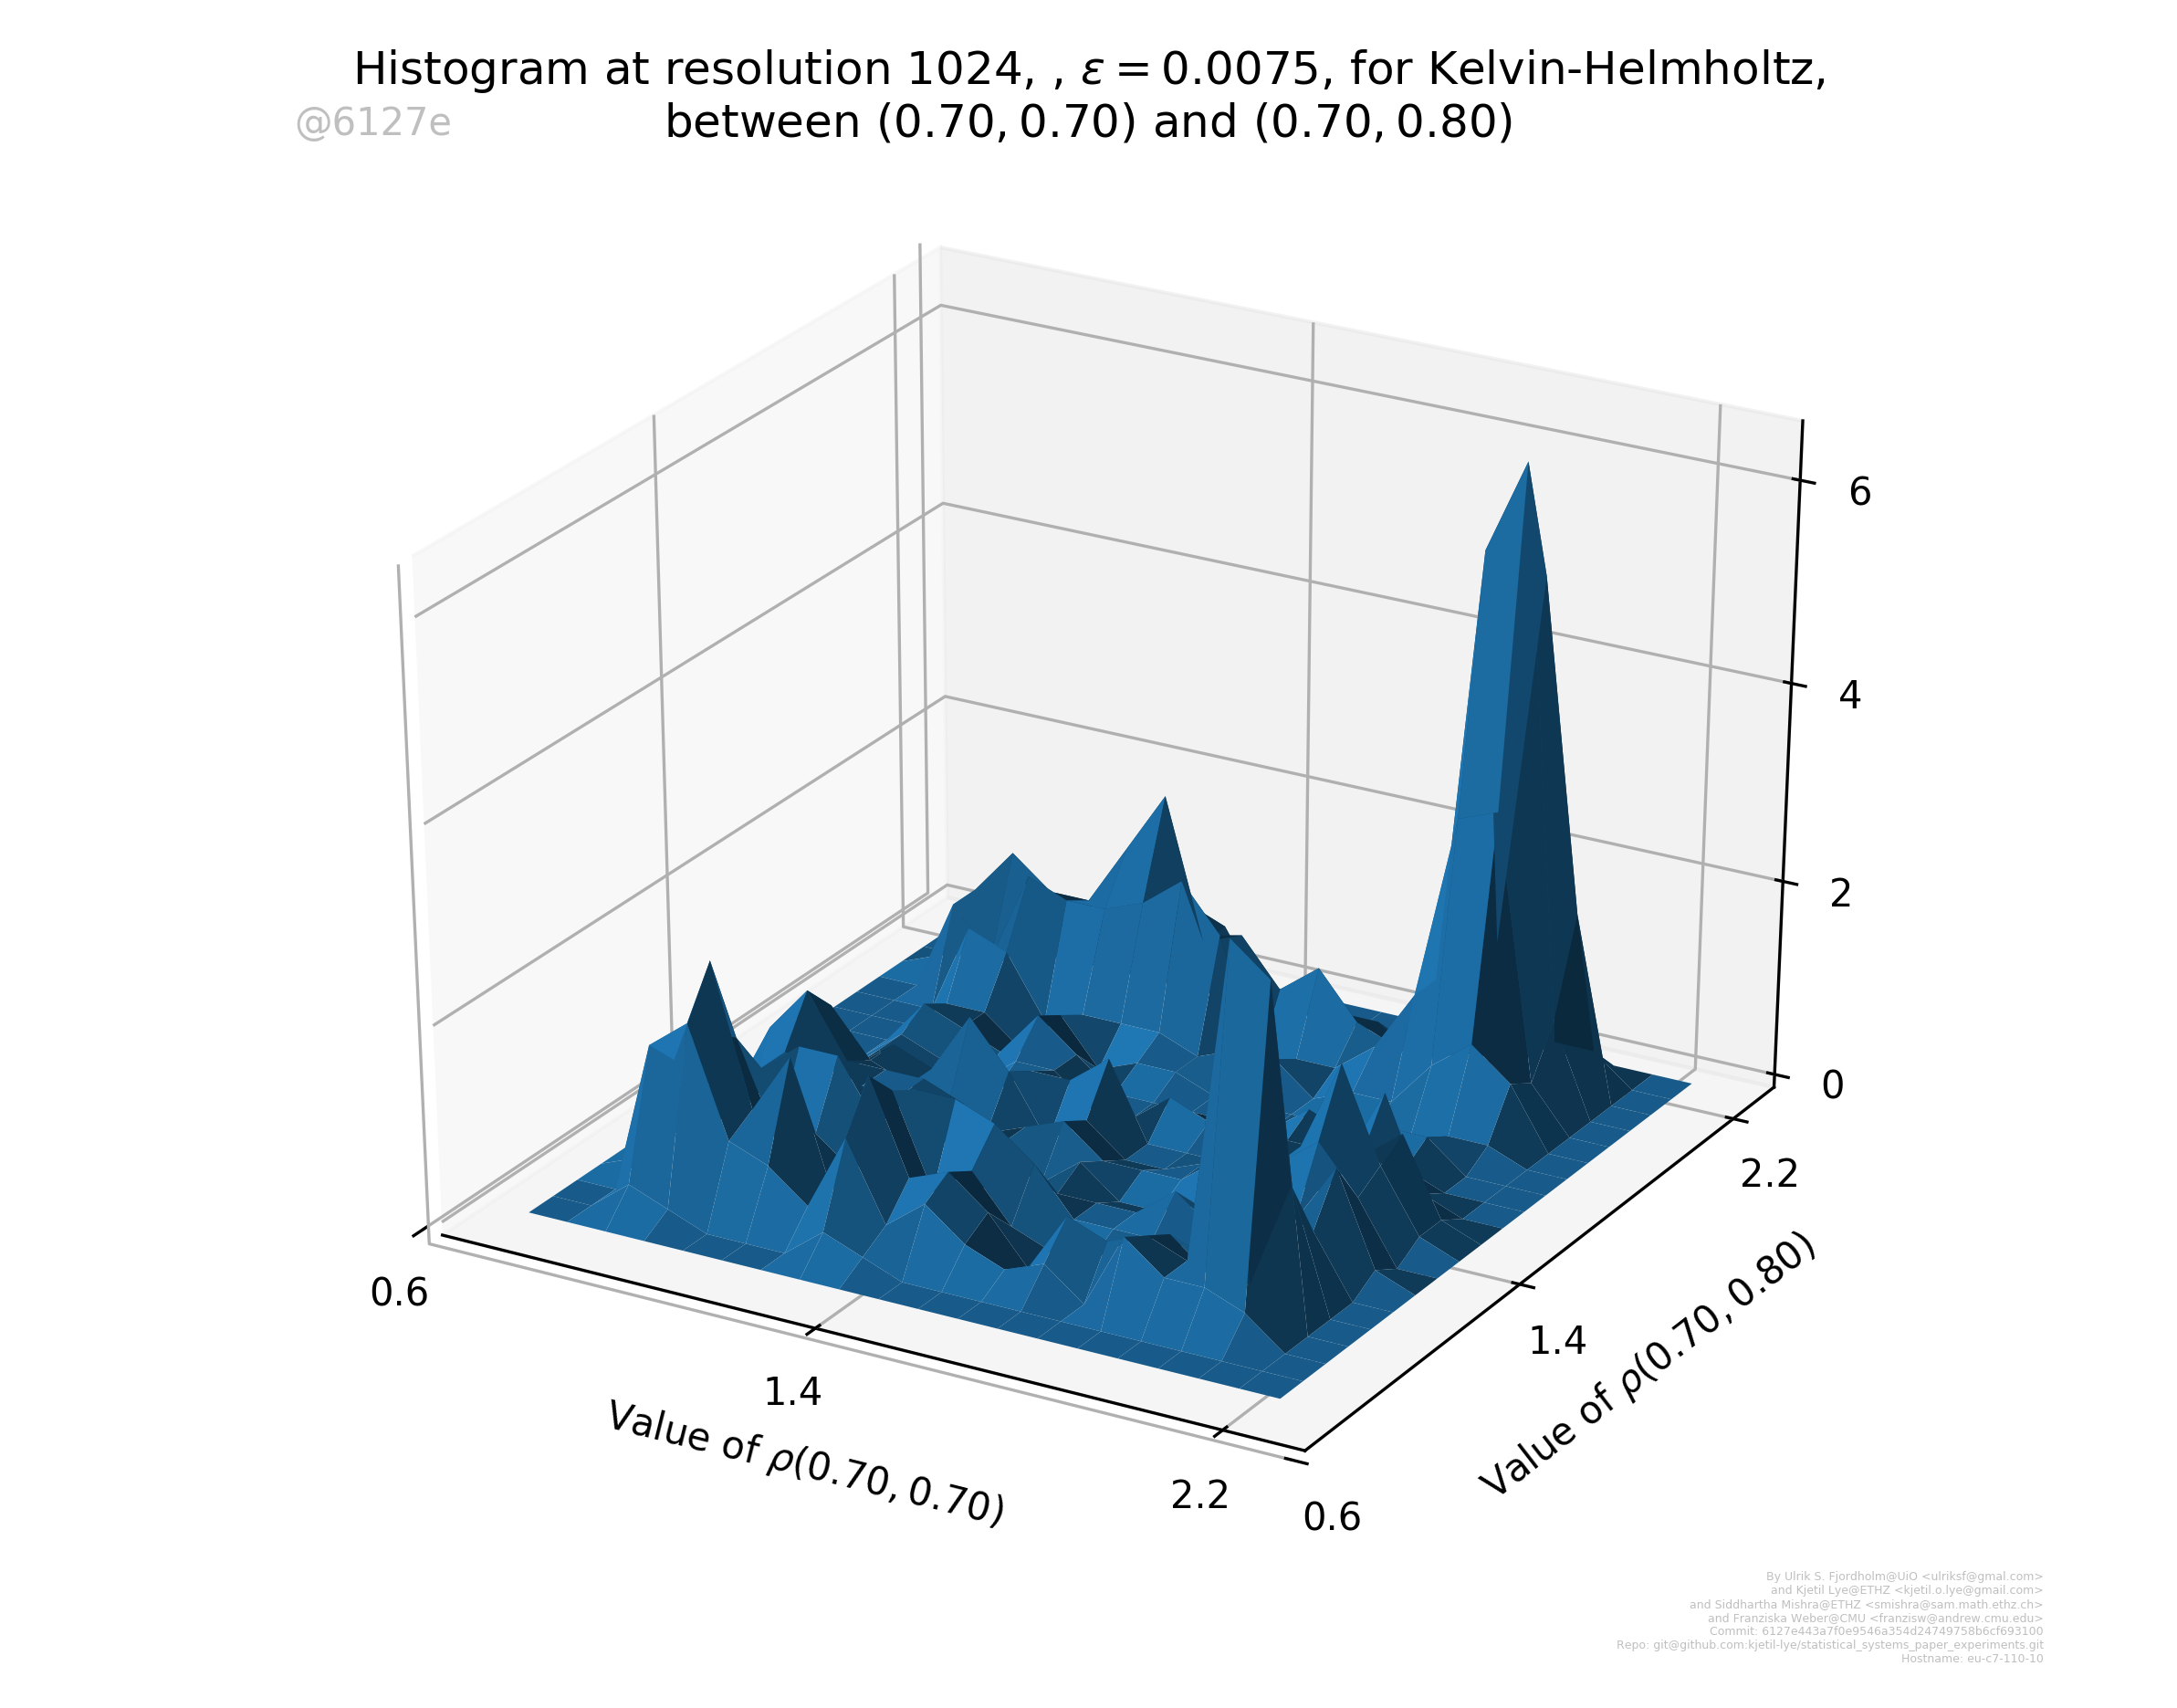 Histogram at resolution 1024, , ε = 0.0075, for Kelvin-Helmholtz,
@6127e
between (0.70, 0.70) and (0.70, 0.80)
6
4
2
0
2.2
1.4
0.6
0.6
1.4
2.2
Value of ρ(0.70, 0.70)
Value of ρ(0.70, 0.80)
By Ulrik S. Fjordholm@UiO <ulriksf@gmal.com>
and Kjetil Lye@ETHZ <kjetil.o.lye@gmail.com>
and Siddhartha Mishra@ETHZ <smishra@sam.math.ethz.ch>
and Franziska Weber@CMU <franzisw@andrew.cmu.edu>
Commit: 6127e443a7f0e9546a354d24749758b6cf693100
Repo: git@github.com:kjetil-lye/statistical_systems_paper_experiments.git
Hostname: eu-c7-110-10